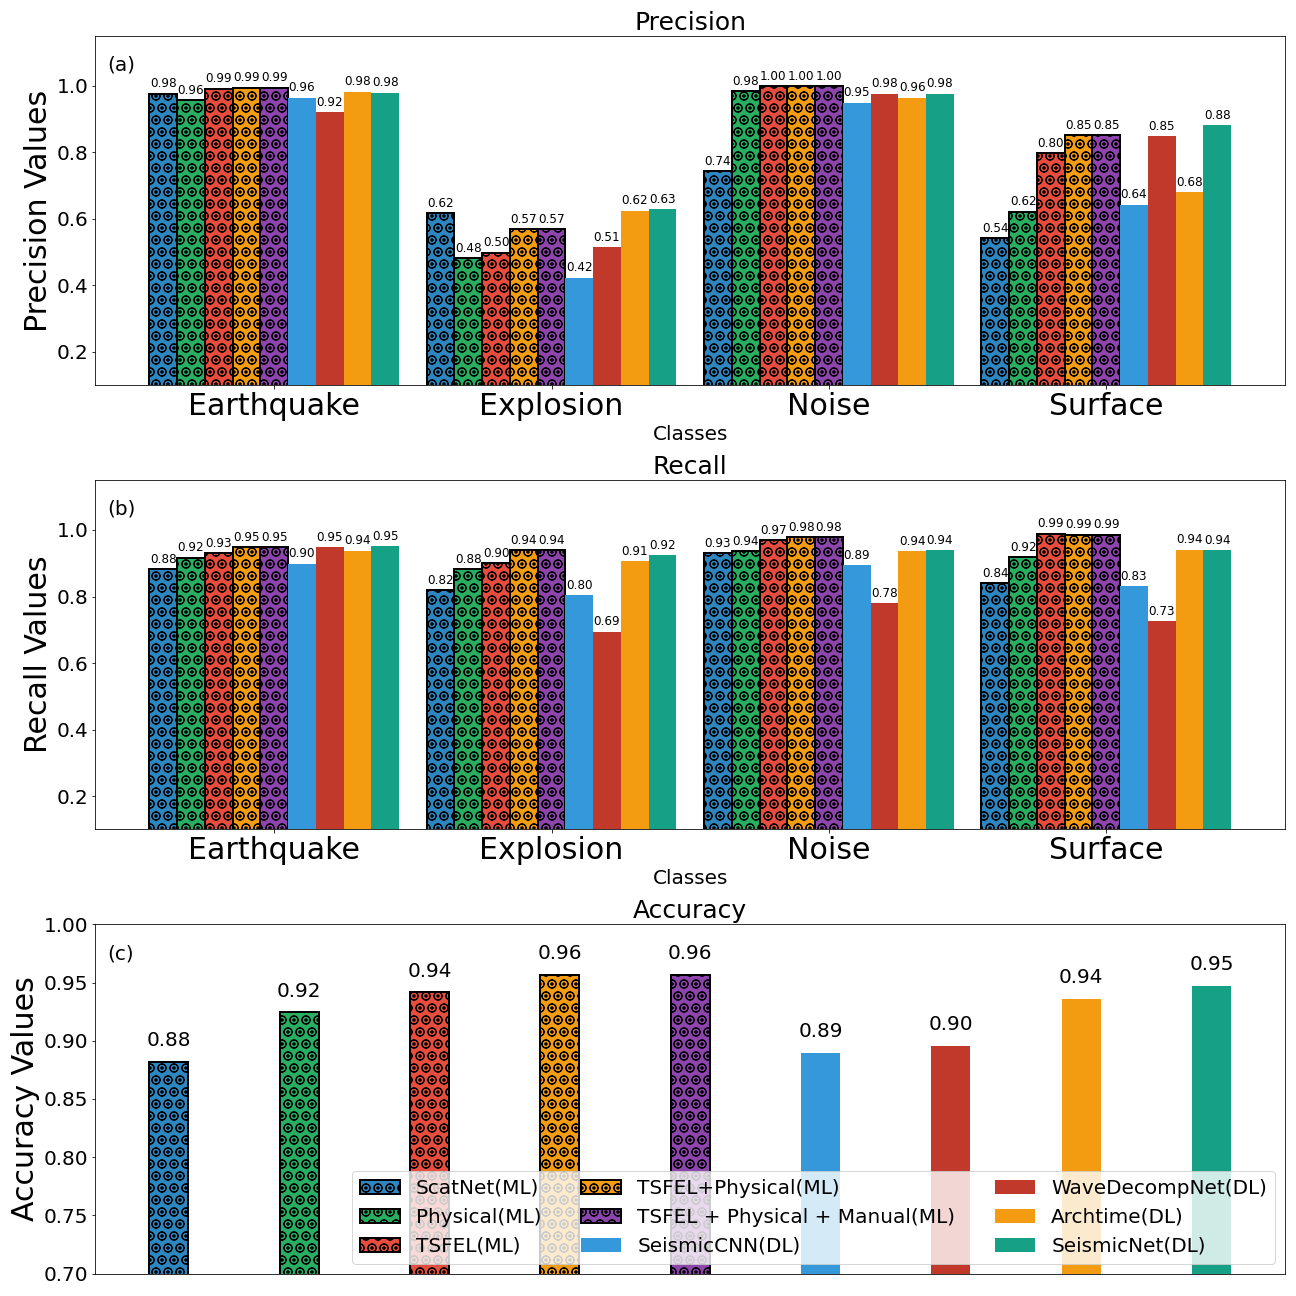 Precision
(a)
Precision Values
1.0
0.8
0.6
0.4
0.2
0.98 0.96 0.99 0.99 0.99 0.96 0.92 0.98 0.98
0.62 0.48 0.50 0.57 0.57 0.42 0.51 0.62 0.63
0.74 0.98 1.00 1.00 1.00 0.95 0.98 0.96 0.98
0.54 0.62 0.80 0.85 0.85 0.64 0.85 0.68 0.88
Earthquake Explosion Noise Surface
Classes
Recall
(b)
Recall Values
1.0
0.8
0.6
0.4
0.2
0.88 0.92 0.93 0.95 0.95 0.90 0.95 0.94 0.95
0.82 0.88 0.90 0.94 0.94 0.80 0.69 0.91 0.92
0.93 0.94 0.97 0.98 0.98 0.89 0.78 0.94 0.94
0.84 0.92 0.99 0.99 0.99 0.83 0.73 0.94 0.94
Earthquake Explosion Noise Surface
Classes
Accuracy
(c)
Accuracy Values
1.00
0.95
0.90
0.85
0.80
0.75
0.70
0.88 0.92 0.94 0.96 0.96 0.89 0.90 0.94 0.95
ScatNet(ML)
Physical(ML)
TSFEL(ML)
TSFEL+Physical(ML)
TSFEL + Physical + Manual(ML)
SeismicCNN(DL)
WaveDecompNet(DL)
Archtime(DL)
SeismicNet(DL)